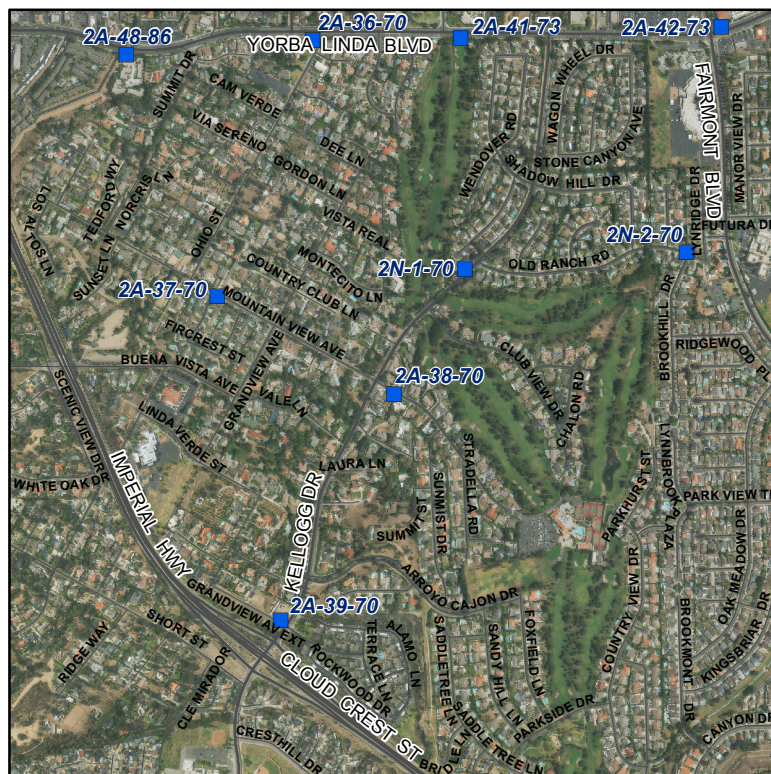 2A-48-86
2A-36-70
2A-41-73
2A-42-73
YORBA LINDA BLVD
SUMMIT DR
CAM VERDE
DEE LN
VIA SERENO
GORDON LN
VISTA REAL
WAGON WHEEL DR
WENDOVER RD
STONE CANYON AVE
SHADOW HILL DR
FAIRMONT BLVD
MANOR VIEW DR
LYNRIDGE DR
FUTURA DR
LOS ALTOS LN
TEDFORD WY
NORCRIS LN
SUNSET LN
OHIO ST
MONTECITO LN
COUNTRY CLUB LN
2N-1-70
OLD RANCH RD
2N-2-70
2A-37-70
MOUNTAIN VIEW AVE
FIRCREST ST
GRANDVIEW AVE
BUENA VISTA AVE
VALE LN
2A-38-70
CLUB VIEW DR
CHALON RD
BROOKHILL DR
RIDGEWOOD PL
SCENIC VIEW DR
LINDA VERDE ST
WHITE OAK DR
IMPERIAL HWY
LAURA LN
KELLOGG DR
SUMMIT ST
SUNMIST DR
STRADELLA RD
PARKHURST ST
LYNNBROOK PLAZA
PARK VIEW T
OAK MEADOW DR
ARROYO CAJON DR
COUNTRY VIEW DR
BROOKMONT DR
KINGSBRIAR DR
2A-39-70
GRANDVIEW AV EXT
SHORT ST
RIDGEWAY
CLE MIRADOR
ROCKWOOD DR
TERRACE LN
ALAMO LN
SADDLETREE LN
SANDY HILL LN
FOXFIELD LN
PARKSIDE DR
CLOUD CREST ST
CRESTHILL DR
BRIDLE LN
SADDLE TREE LN
CANYON DR